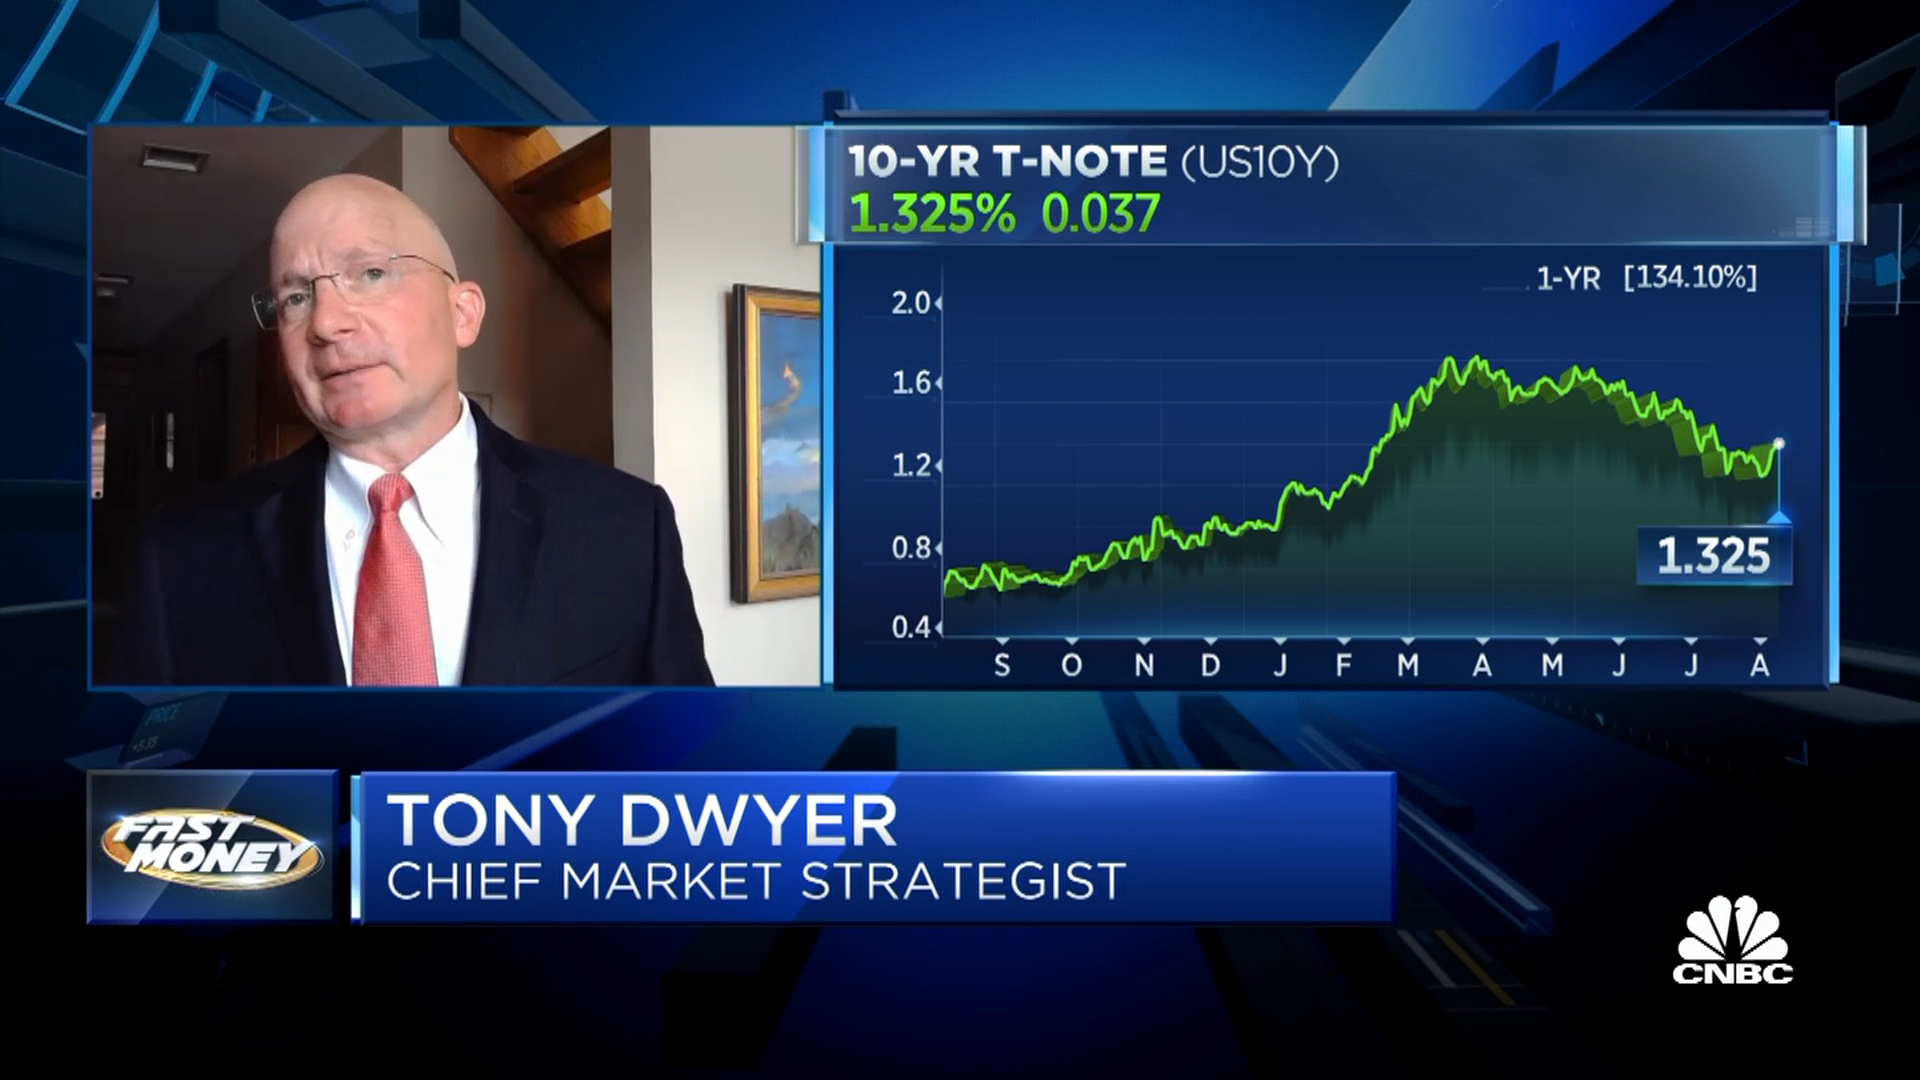 10-YR T-NOTE (US10Y)
1.325% 0.037
1-YR [134.10%]
2.0
1.6
1.2
0.8
0.4
1.325
S O N D J F M A M J J A
PRICE
FAST
MONEY
TONY DWYER
CHIEF MARKET STRATEGIST
CNBC